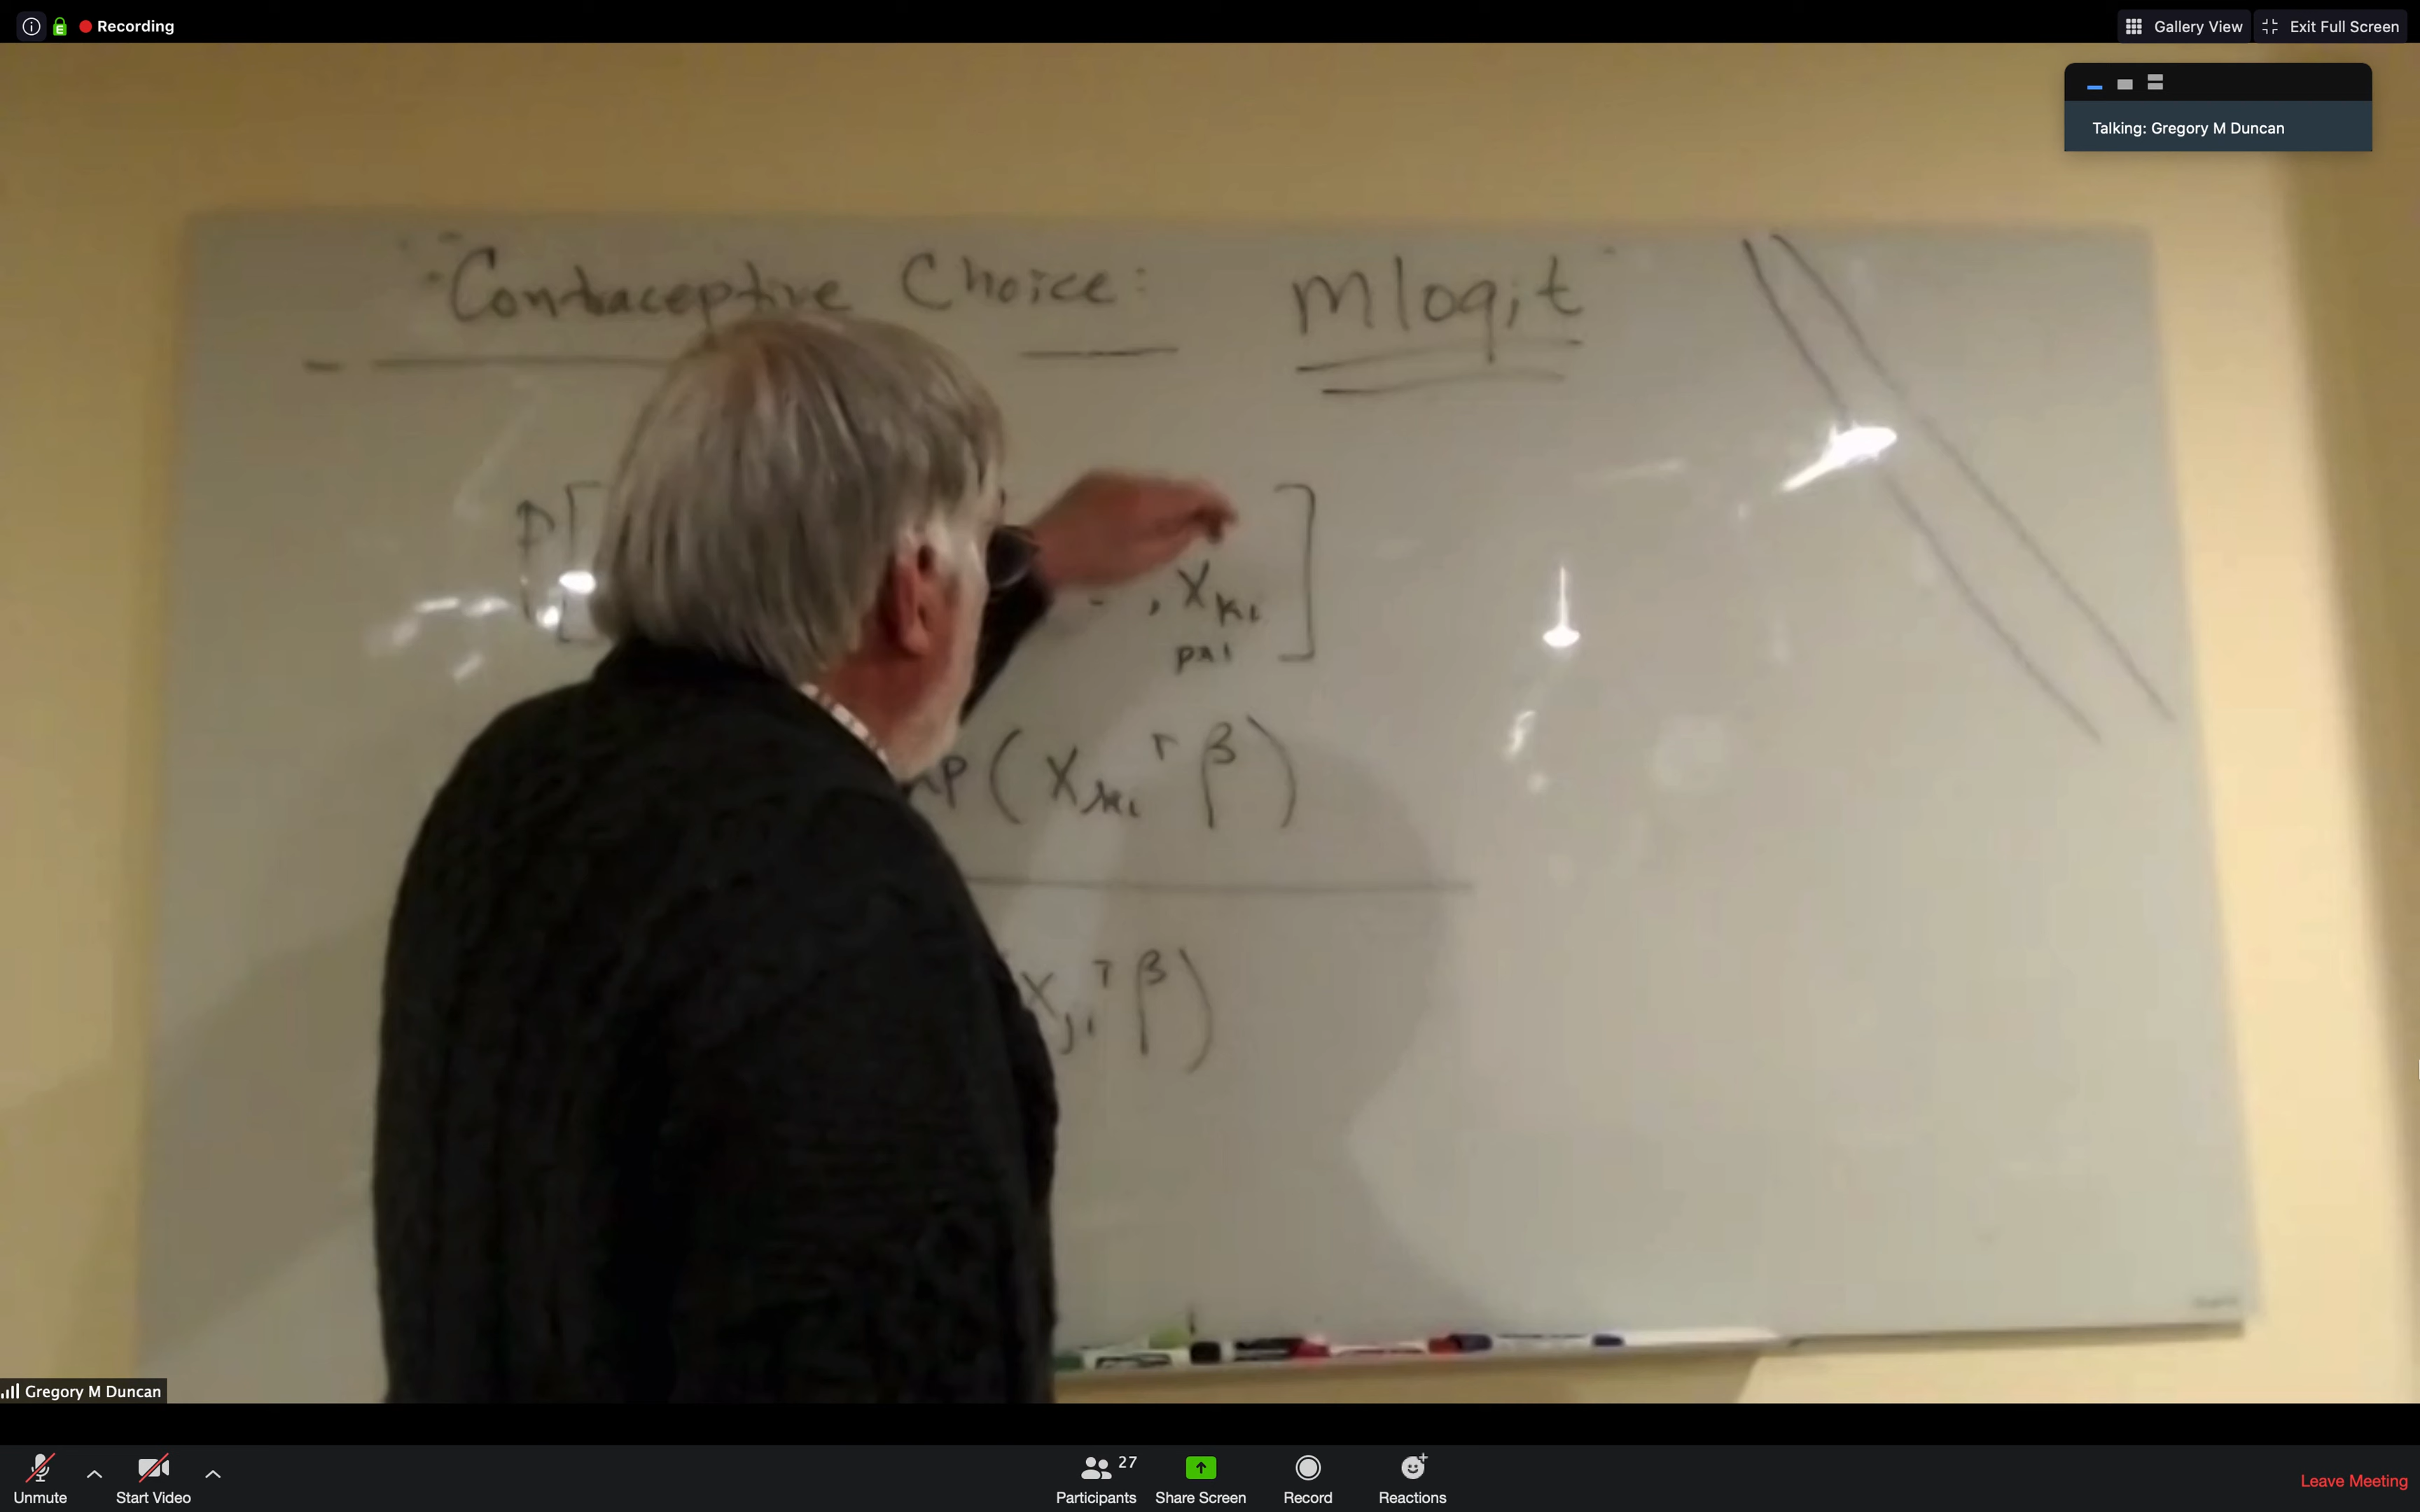 Recording
Gallery View
Exit Full Screen
Talking: Gregory M Duncan
"Contraceptive Choice: mlogit"
P[
, X_ki ]
px1
xp ( X_ki^T β )
X_ji^T β )
Gregory M Duncan
Unmute
Start Video
27
Participants
Share Screen
Record
Reactions
Leave Meeting